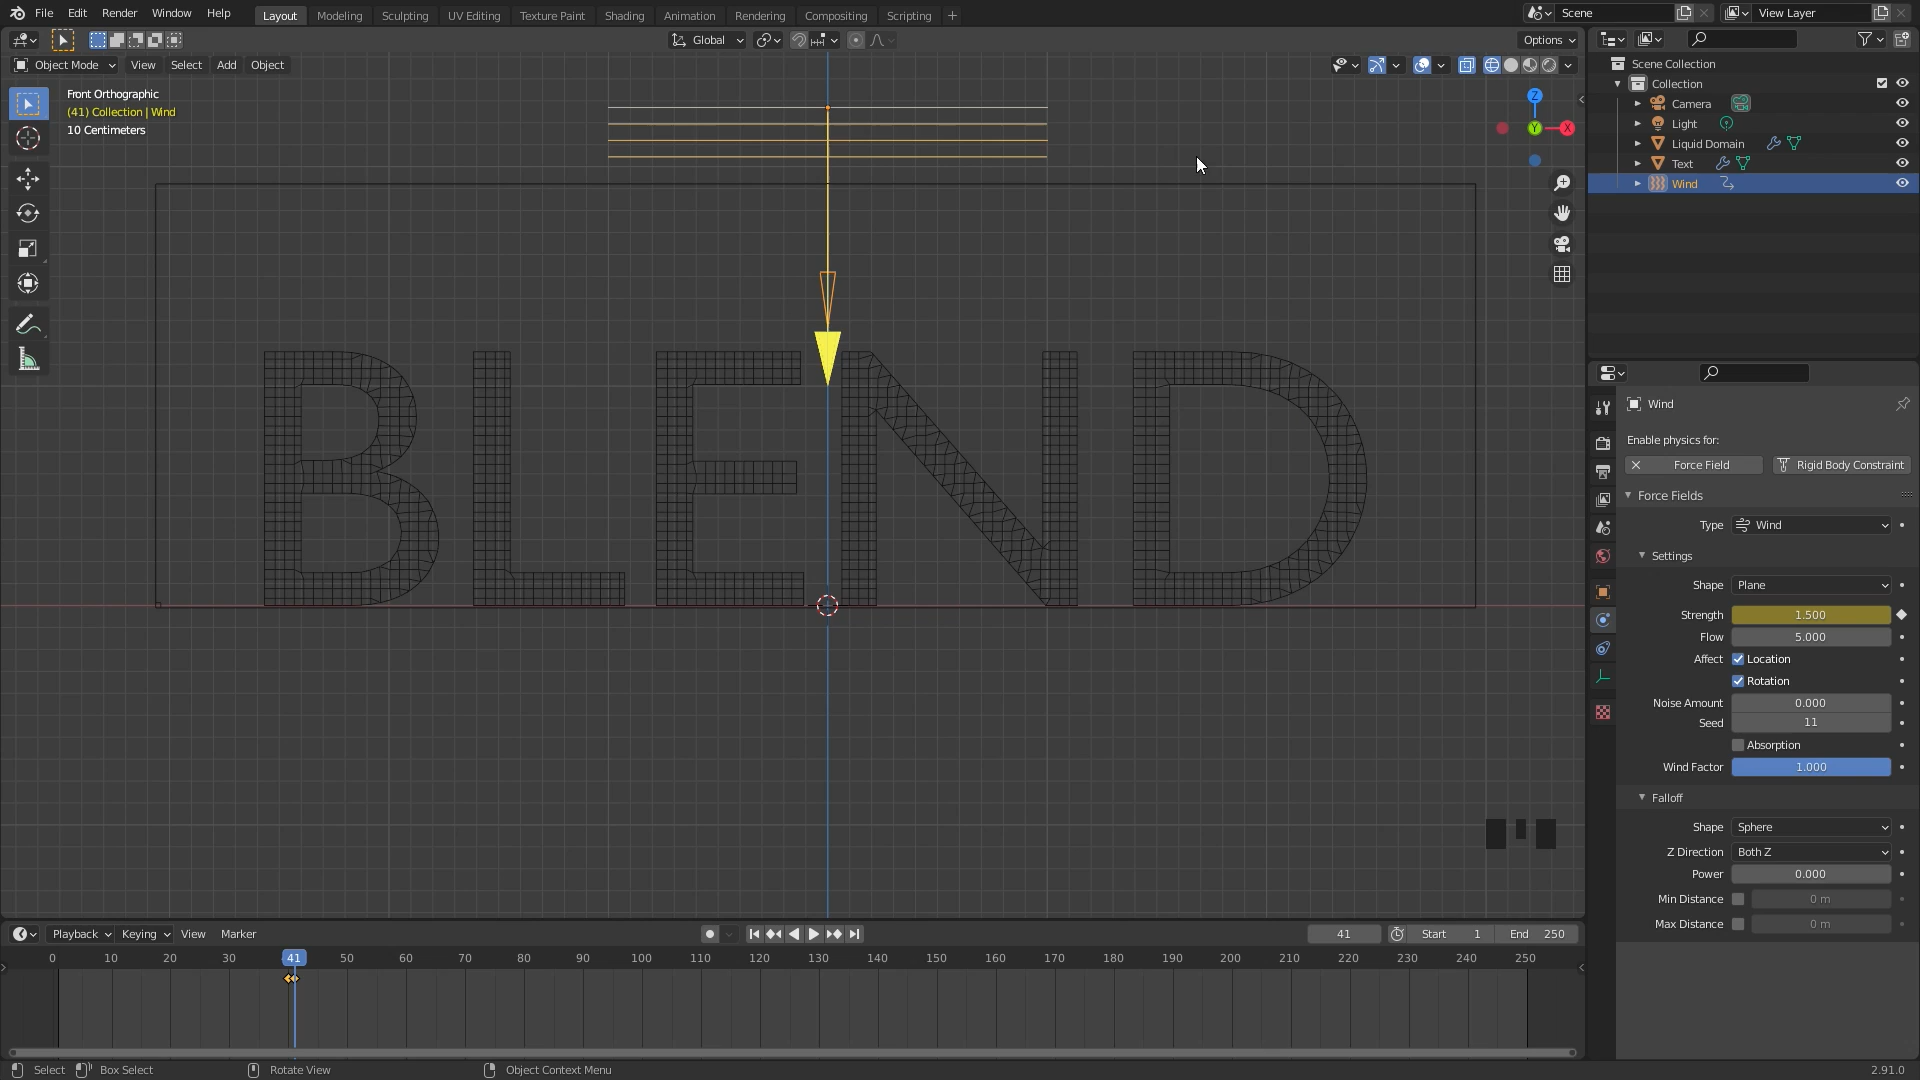 File Edit Render Window Help Layout Modeling Sculpting UV Editing Texture Paint Shading Animation Rendering Compositing Scripting + Scene View Layer
Global Options
Object Mode View Select Add Object
Front Orthographic
(41) Collection | Wind
10 Centimeters
Z
Y X
BLEND
Scene Collection
Collection
Camera
Light
Liquid Domain
Text
Wind
Wind
Enable physics for:
Force Field Rigid Body Constraint
Force Fields
Type Wind
Settings
Shape Plane
Strength 1.500
Flow 5.000
Affect Location
Rotation
Noise Amount 0.000
Seed 11
Absorption
Wind Factor 1.000
Falloff
Shape Sphere
Z Direction Both Z
Power 0.000
Min Distance 0 m
Max Distance 0 m
Playback Keying View Marker 41 Start 1 End 250
0 10 20 30 41 50 60 70 80 90 100 110 120 130 140 150 160 170 180 190 200 210 220 230 240 250
Select Box Select Rotate View Object Context Menu 2.91.0